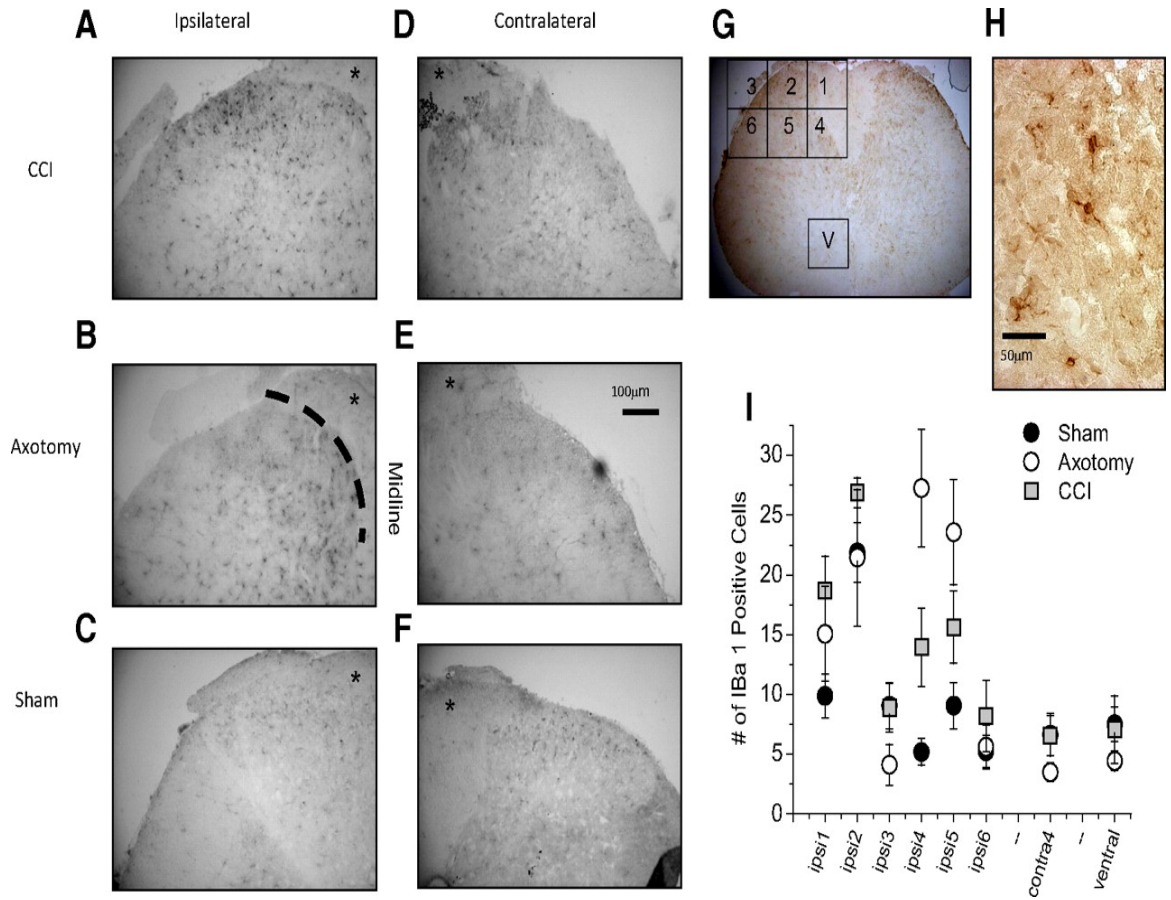 A
Ipsilateral
D
Contralateral
G
H
*
*
3 2 1
6 5 4
V
CCI
50μm
B
E
*
*
100μm
Axotomy
Midline
I
Sham
Axotomy
CCI
# of IBa 1 Positive Cells
30
25
20
15
10
5
0
ipsi1
ipsi2
ipsi3
ipsi4
ipsi5
ipsi6
--
contra4
--
ventral
C
F
*
*
Sham